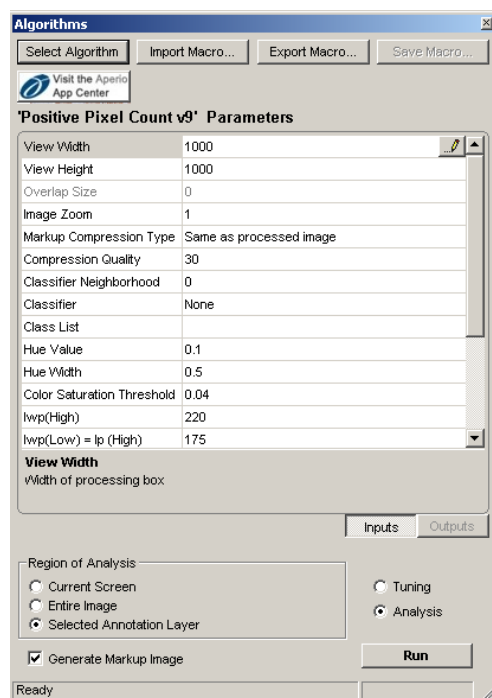 Algorithms
Select Algorithm Import Macro... Export Macro... Save Macro...
Visit the Aperio
App Center
'Positive Pixel Count v9' Parameters
View Width 1000
View Height 1000
Overlap Size 0
Image Zoom 1
Markup Compression Type Same as processed image
Compression Quality 30
Classifier Neighborhood 0
Classifier None
Class List
Hue Value 0.1
Hue Width 0.5
Color Saturation Threshold 0.04
Iwp(High) 220
Iwp(Low) = Ip (High) 175
View Width
Width of processing box
Inputs Outputs
Region of Analysis
Current Screen
Entire Image
Selected Annotation Layer
Tuning
Analysis
Generate Markup Image
Run
Ready